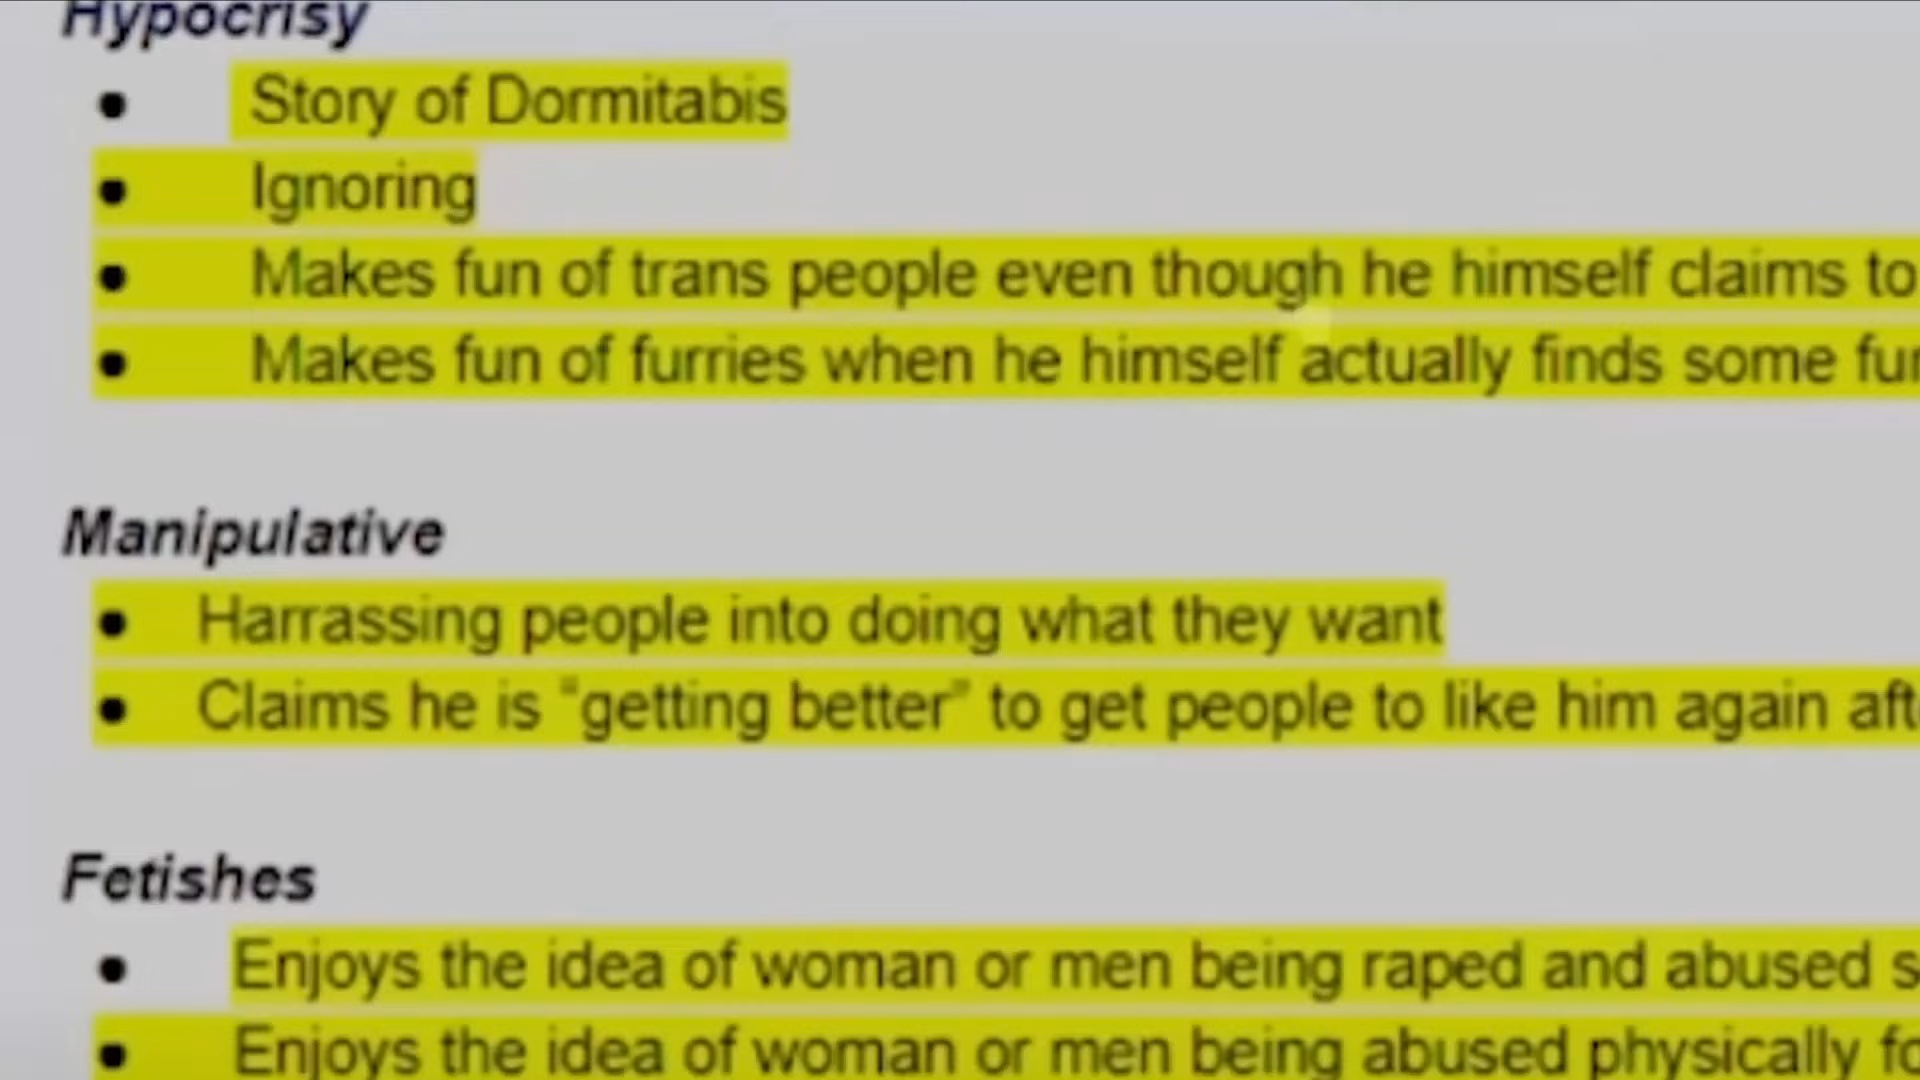 Hypocrisy
• Story of Dormitabis
• Ignoring
• Makes fun of trans people even though he himself claims to
• Makes fun of furries when he himself actually finds some fur
Manipulative
• Harrassing people into doing what they want
• Claims he is “getting better” to get people to like him again afte
Fetishes
• Enjoys the idea of woman or men being raped and abused s
• Enjoys the idea of woman or men being abused physically fo